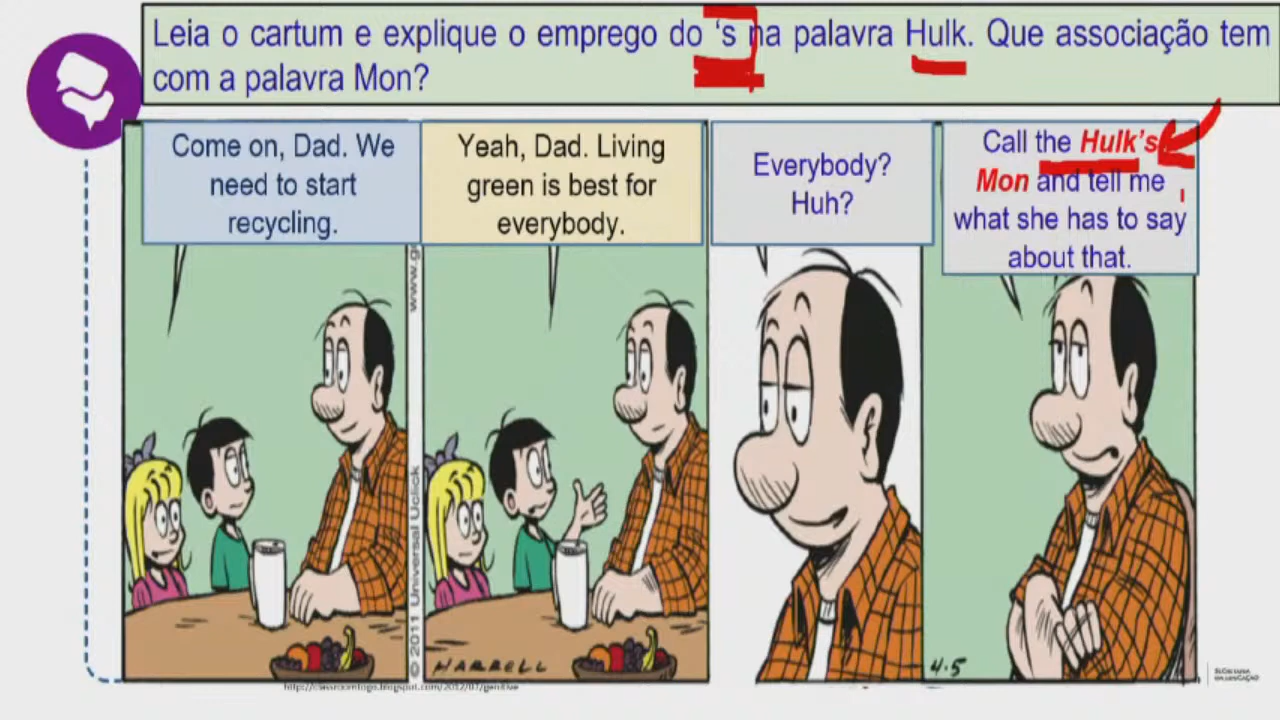 Leia o cartum e explique o emprego do ‘s na palavra Hulk. Que associação tem
com a palavra Mon?
Come on, Dad. We
need to start
recycling.
Yeah, Dad. Living
green is best for
everybody.
Everybody?
Huh?
Call the Hulk’s
Mon and tell me
what she has to say
about that.
www.g
© 2011 Universal Uclick
HARRELL
4-5